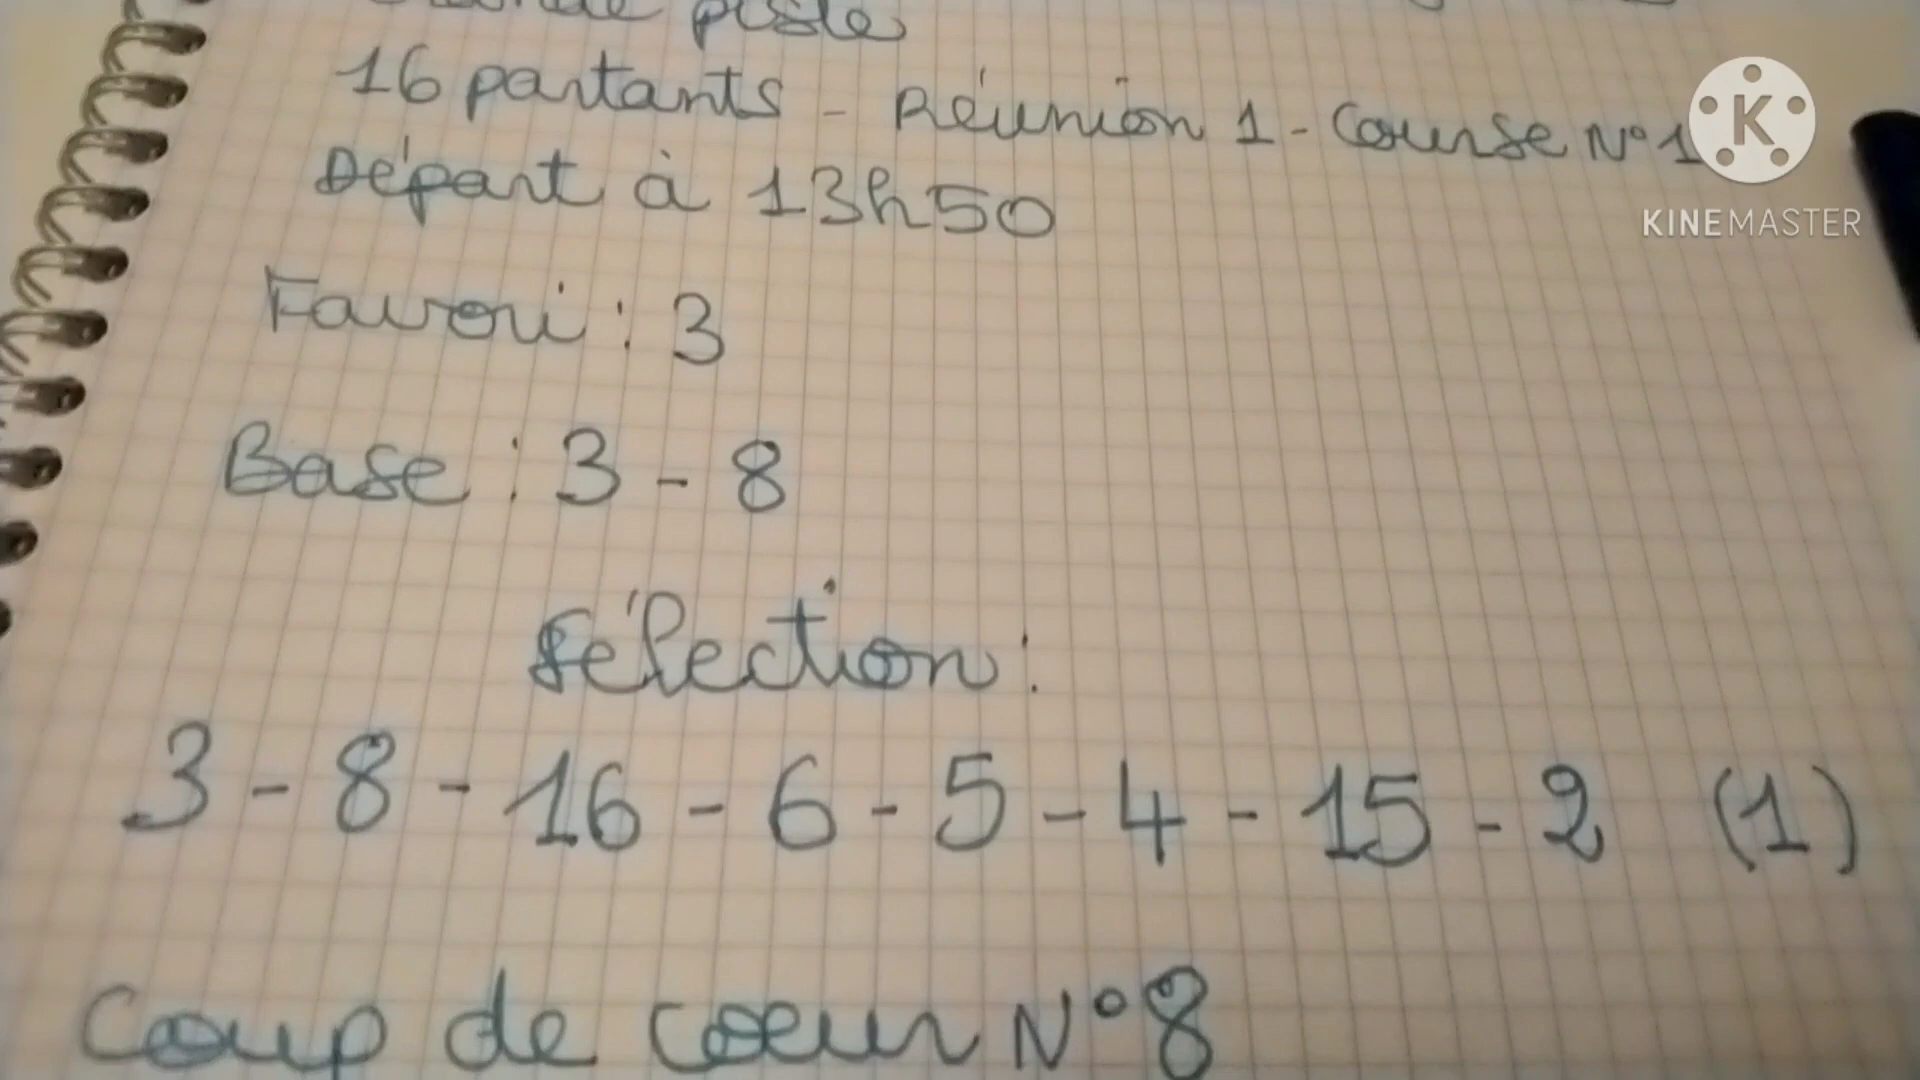 piste
16 partants - Réunion 1 - Course N° 1
Départ à 13h50
Favori : 3
Base : 3 - 8
Sélection :
3 - 8 - 16 - 6 - 5 - 4 - 15 - 2 (1)
Coup de coeur N° 8
K
KINEMASTER